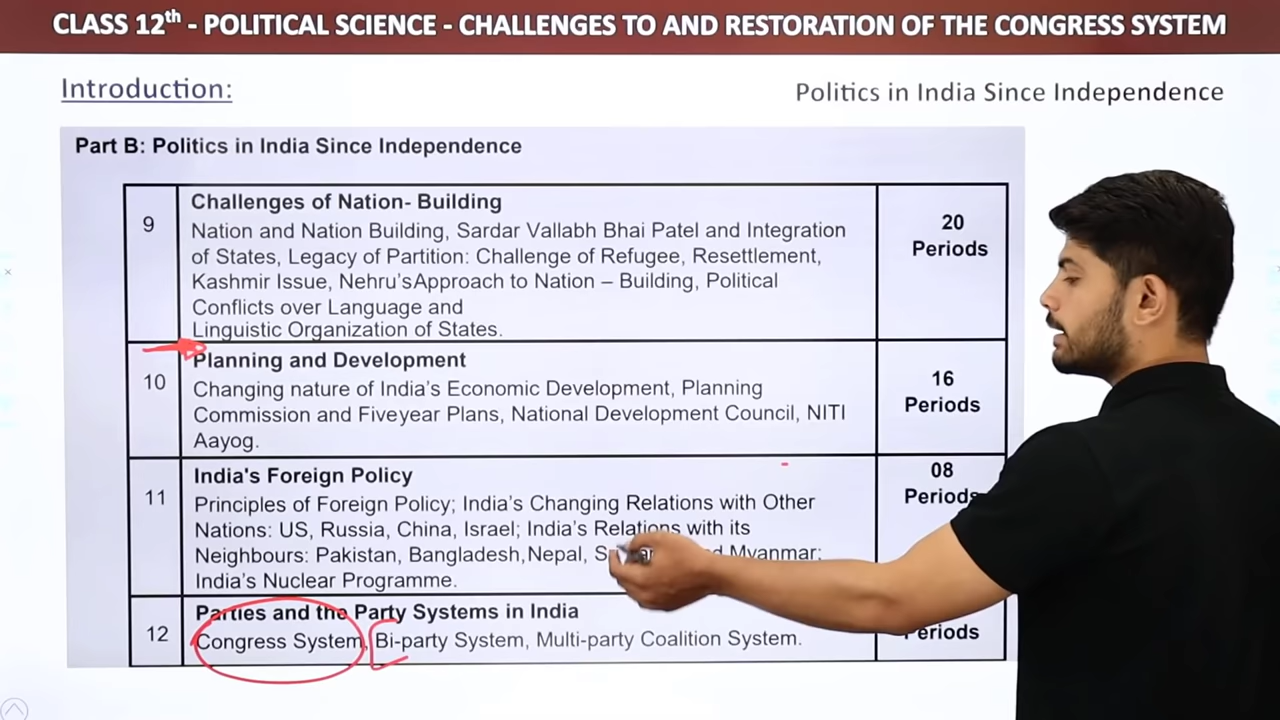 CLASS 12th - POLITICAL SCIENCE - CHALLENGES TO AND RESTORATION OF THE CONGRESS SYSTEM
Introduction:
Politics in India Since Independence
Part B: Politics in India Since Independence
9
Challenges of Nation- Building
Nation and Nation Building, Sardar Vallabh Bhai Patel and Integration
of States, Legacy of Partition: Challenge of Refugee, Resettlement,
Kashmir Issue, Nehru'sApproach to Nation – Building, Political
Conflicts over Language and
Linguistic Organization of States.
20
Periods
10
Planning and Development
Changing nature of India's Economic Development, Planning
Commission and Fiveyear Plans, National Development Council, NITI
Aayog.
16
Periods
11
India's Foreign Policy
Principles of Foreign Policy; India's Changing Relations with Other
Nations: US, Russia, China, Israel; India's Relations with its
Neighbours: Pakistan, Bangladesh,Nepal, Myanmar;
India's Nuclear Programme.
08
Periods
12
Parties and the Party Systems in India
Congress System, Bi-party System, Multi-party Coalition System.
Periods